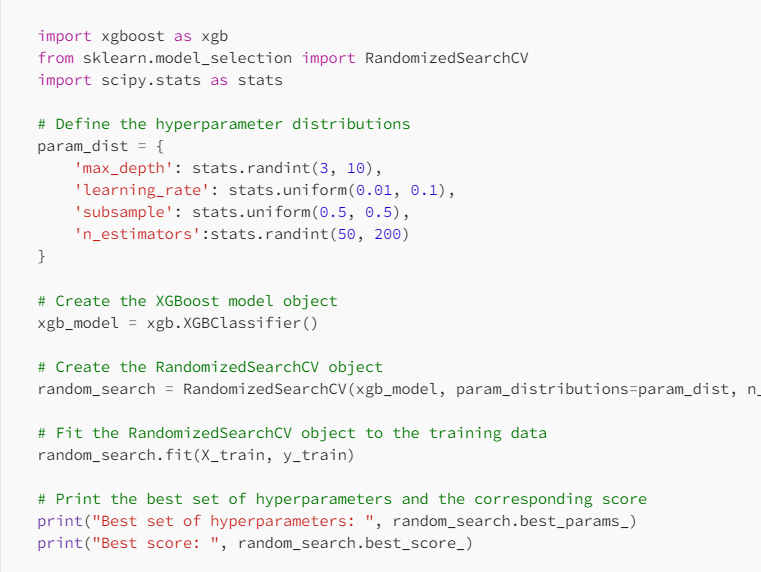 import xgboost as xgb
from sklearn.model_selection import RandomizedSearchCV
import scipy.stats as stats
# Define the hyperparameter distributions
param_dist = {
    'max_depth': stats.randint(3, 10),
    'learning_rate': stats.uniform(0.01, 0.1),
    'subsample': stats.uniform(0.5, 0.5),
    'n_estimators':stats.randint(50, 200)
}
# Create the XGBoost model object
xgb_model = xgb.XGBClassifier()
# Create the RandomizedSearchCV object
random_search = RandomizedSearchCV(xgb_model, param_distributions=param_dist, n_
# Fit the RandomizedSearchCV object to the training data
random_search.fit(X_train, y_train)
# Print the best set of hyperparameters and the corresponding score
print("Best set of hyperparameters: ", random_search.best_params_)
print("Best score: ", random_search.best_score_)